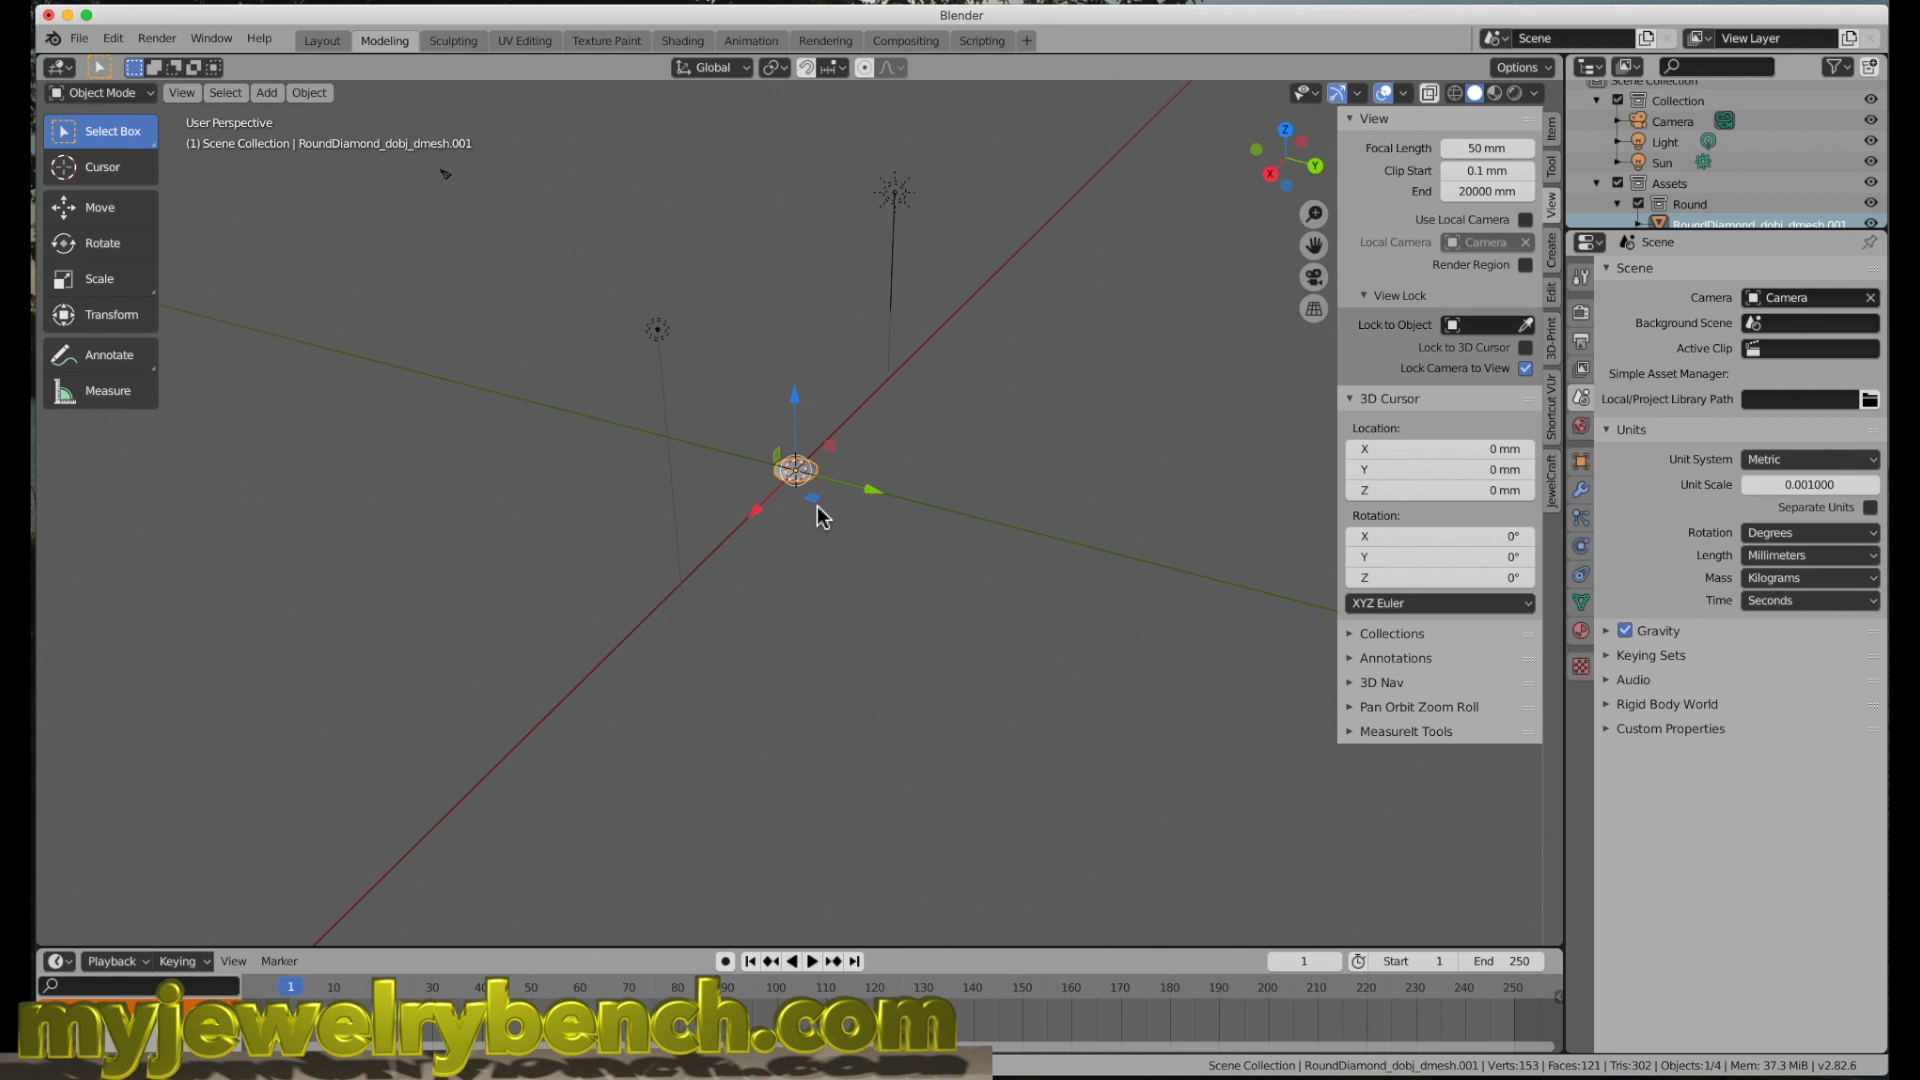 Blender
File Edit Render Window Help
Layout Modeling Sculpting UV Editing Texture Paint Shading Animation Rendering Compositing Scripting +
Scene
View Layer
Global
Options
Object Mode View Select Add Object
Select Box
Cursor
Move
Rotate
Scale
Transform
Annotate
Measure
User Perspective
(1) Scene Collection | RoundDiamond_dobj_dmesh.001
Z
Y
X
View
Focal Length 50 mm
Clip Start 0.1 mm
End 20000 mm
Use Local Camera
Local Camera Camera
Render Region
View Lock
Lock to Object
Lock to 3D Cursor
Lock Camera to View
3D Cursor
Location:
X 0 mm
Y 0 mm
Z 0 mm
Rotation:
X 0°
Y 0°
Z 0°
XYZ Euler
Collections
Annotations
3D Nav
Pan Orbit Zoom Roll
MeasureIt Tools
Item
Tool
View
Create
Edit
3D-Print
Shortcut VUr
JewelCraft
Scene Collection
Collection
Camera
Light
Sun
Assets
Round
RoundDiamond_dobj_dmesh.001
Scene
Scene
Camera Camera
Background Scene
Active Clip
Simple Asset Manager:
Local/Project Library Path
Units
Unit System Metric
Unit Scale 0.001000
Separate Units
Rotation Degrees
Length Millimeters
Mass Kilograms
Time Seconds
Gravity
Keying Sets
Audio
Rigid Body World
Custom Properties
Playback Keying View Marker
1 Start 1 End 250
1 10 30 50 60 70 80 90 100 110 120 130 140 150 160 170 180 190 200 210 220 230 240 250
myjewelrybench.com
Scene Collection | RoundDiamond_dobj_dmesh.001 | Verts:153 | Faces:121 | Tris:302 | Objects:1/4 | Mem: 37.3 MiB | v2.82.6